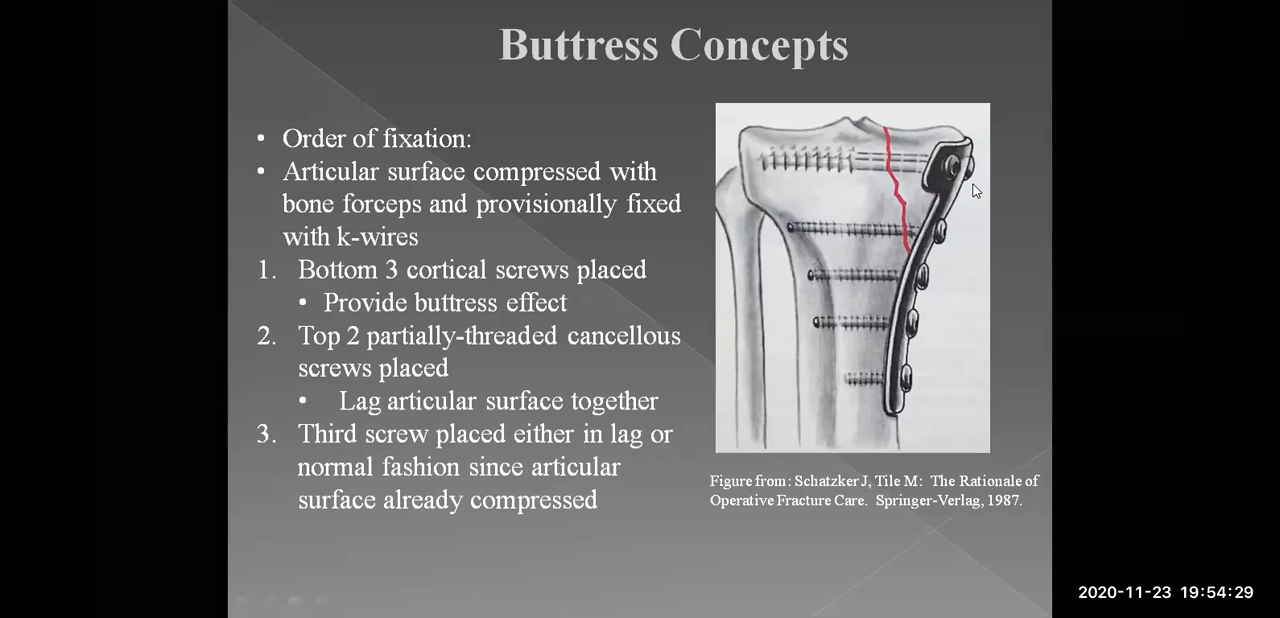 Buttress Concepts
• Order of fixation:
• Articular surface compressed with
bone forceps and provisionally fixed
with k-wires
1. Bottom 3 cortical screws placed
• Provide buttress effect
2. Top 2 partially-threaded cancellous
screws placed
• Lag articular surface together
3. Third screw placed either in lag or
normal fashion since articular
surface already compressed
Figure from: Schatzker J, Tile M: The Rationale of
Operative Fracture Care. Springer-Verlag, 1987.
2020-11-23 19:54:29